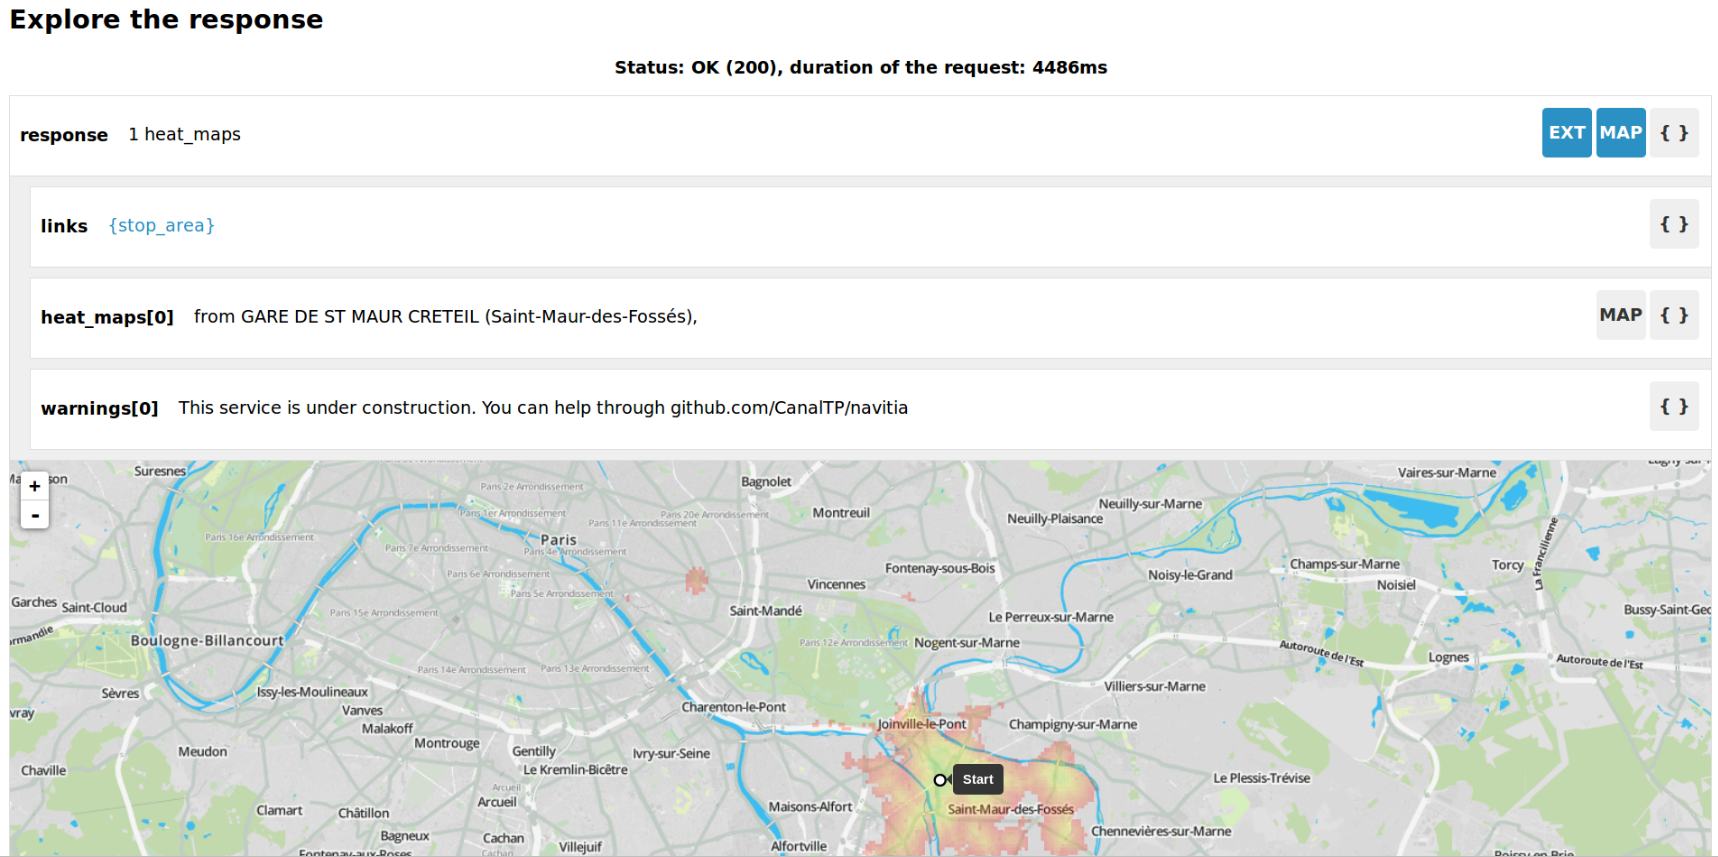 Explore the response
Status: OK (200), duration of the request: 4486ms
response 1 heat_maps EXT MAP { }
links {stop_area} { }
heat_maps[0] from GARE DE ST MAUR CRETEIL (Saint-Maur-des-Fossés), MAP { }
warnings[0] This service is under construction. You can help through github.com/CanalTP/navitia { }
+
-
Suresnes
Vaires-sur-Marne
Bagnolet
Paris 2e Arrondissement
Neuilly-sur-Marne
Montreuil
Paris 1er Arrondissement
Paris 20e Arrondissement
Neuilly-Plaisance
Paris 11e Arrondissement
Paris 16e Arrondissement
Paris
Paris 7e Arrondissement
Paris 4e Arrondissement
La Francilienne
Champs-sur-Marne
Torcy
Fontenay-sous-Bois
Paris 6e Arrondissement
Noisy-le-Grand
Vincennes
Noisiel
Paris 5e Arrondissement
Garches
Saint-Cloud
Paris 15e Arrondissement
Saint-Mandé
Le Perreux-sur-Marne
Bussy-Saint-Geo
Boulogne-Billancourt
Paris 12e Arrondissement
Nogent-sur-Marne
Autoroute de l'Est
Lognes
Autoroute de l'Est
Paris 14e Arrondissement
Paris 13e Arrondissement
Sèvres
Issy-les-Moulineaux
Villiers-sur-Marne
Vanves
Charenton-le-Pont
Malakoff
Joinville-le-Pont
Champigny-sur-Marne
Montrouge
Meudon
Gentilly
Ivry-sur-Seine
Chaville
Le Kremlin-Bicêtre
Start
Le Plessis-Trévise
Arcueil
Arcueil
Clamart
Châtillon
Maisons-Alfort
Saint-Maur-des-Fossés
Bagneux
Cachan
Chennevières-sur-Marne
Villejuif
Alfortville
Cachan
Fontenay-aux-Roses